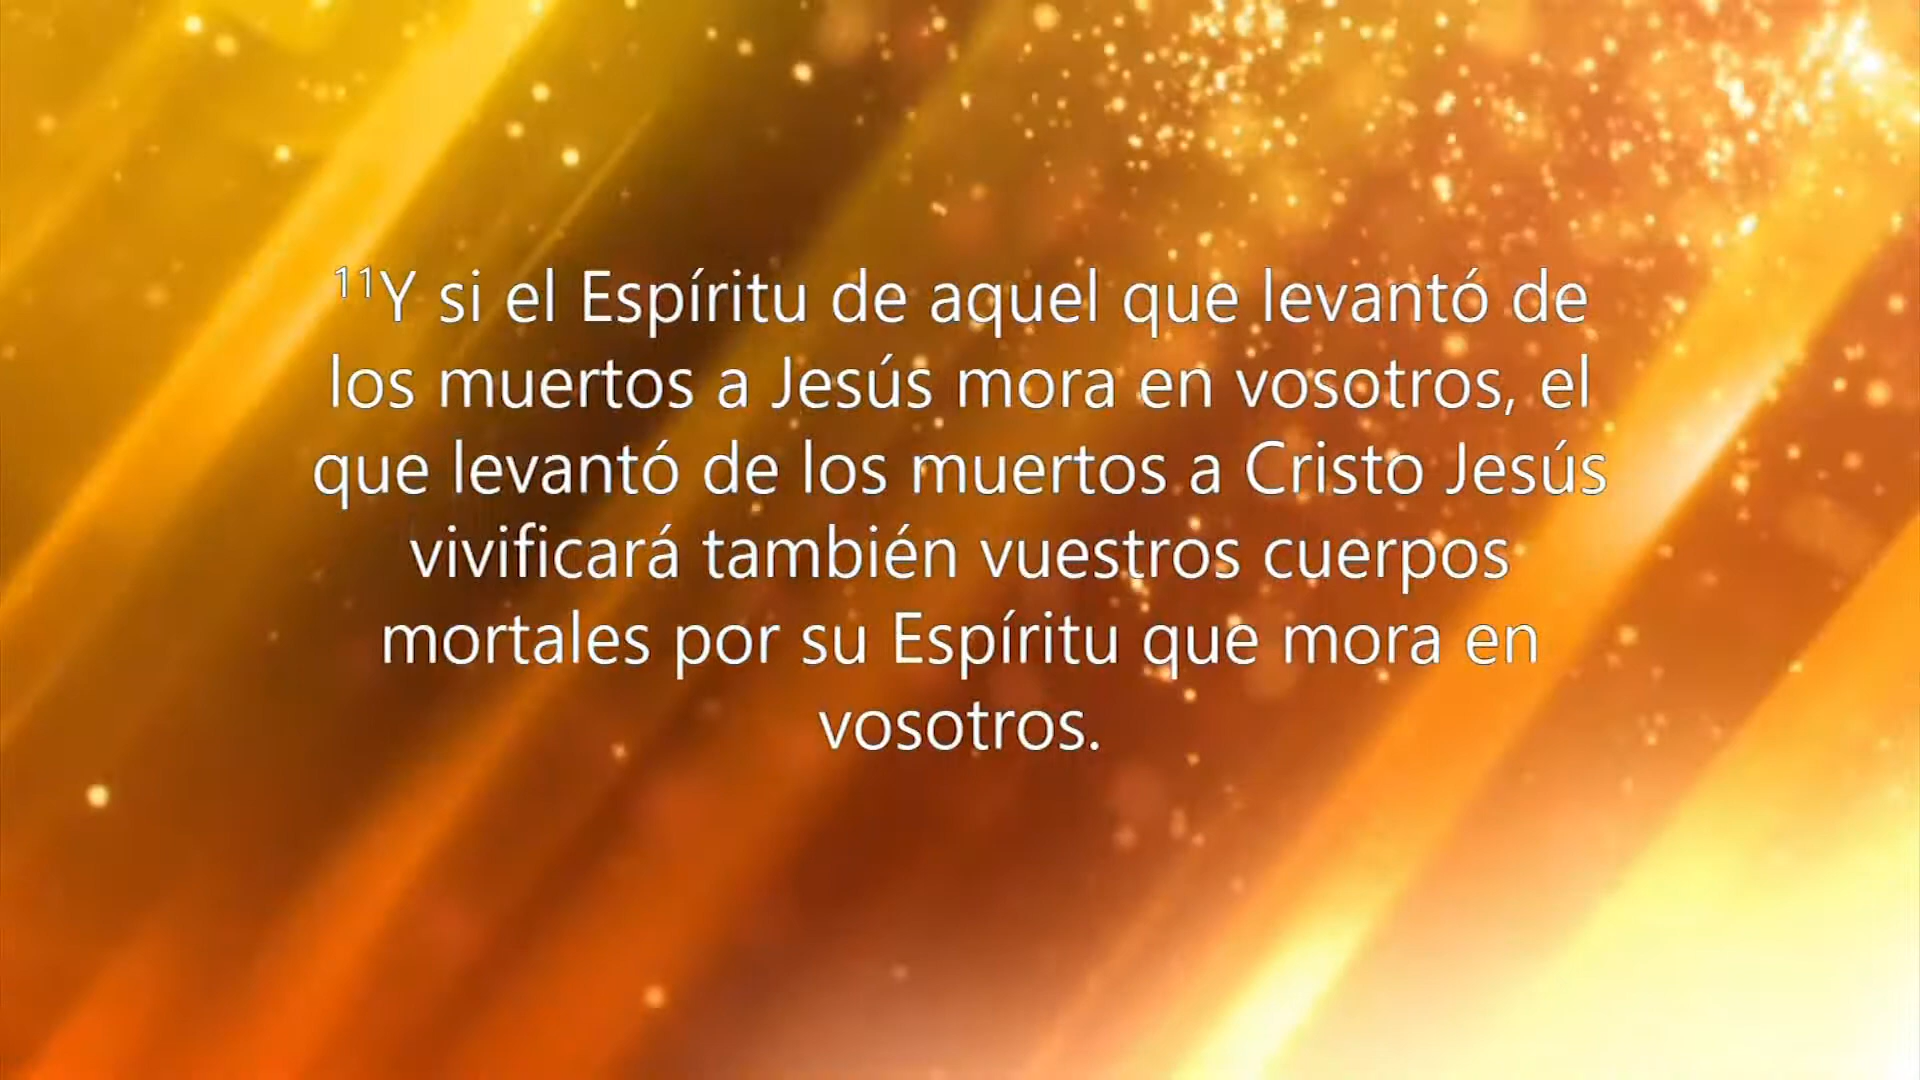 ¹¹Y si el Espíritu de aquel que levantó de
los muertos a Jesús mora en vosotros, el
que levantó de los muertos a Cristo Jesús
vivificará también vuestros cuerpos
mortales por su Espíritu que mora en
vosotros.